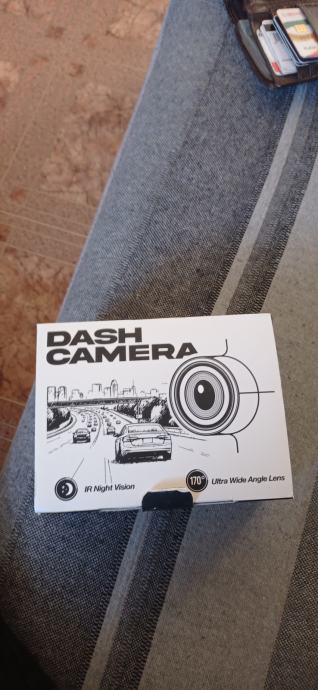 DASH
CAMERA
IR Night Vision
170° Ultra Wide Angle Lens